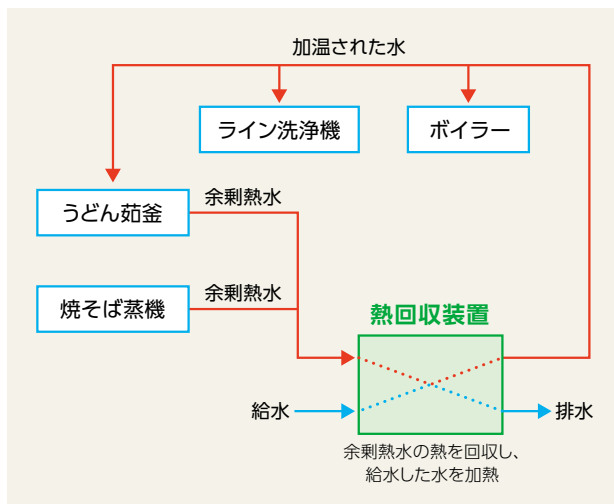 加温された水
ライン洗浄機
ボイラー
うどん茹釜
余剰熱水
焼そば蒸機
余剰熱水
熱回収装置
給水
排水
余剰熱水の熱を回収し、
給水した水を加熱